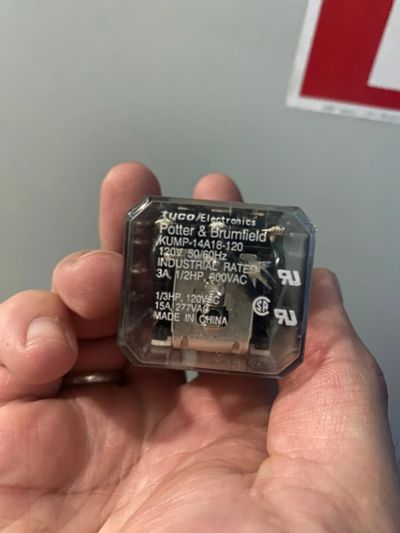 tyco/Electronics
Potter & Brumfield
KUMP-14A18-120
120V 50/60Hz
INDUSTRIAL RATED
3A, 1/2HP, 600VAC
1/3HP, 120VAC
15A, 277VAC
MADE IN CHINA